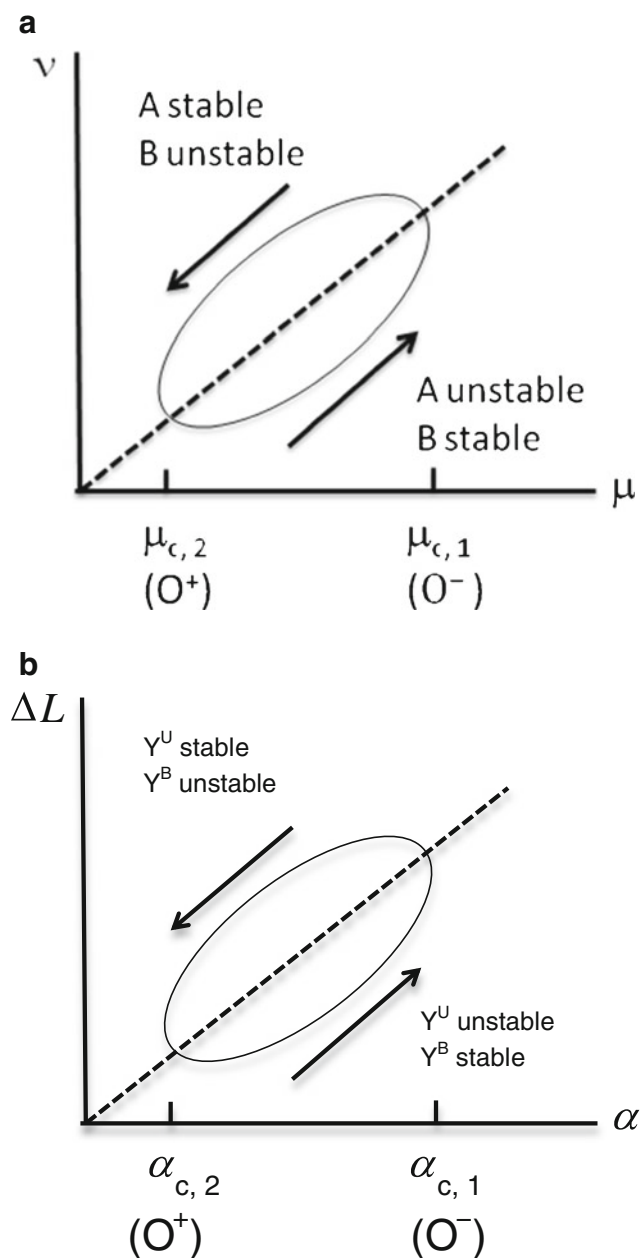 a
ν
A stable
B unstable
A unstable
B stable
μ
μc, 2
μc, 1
(O⁺)
(O⁻)
b
ΔL
Yᵁ stable
Yᴮ unstable
Yᵁ unstable
Yᴮ stable
α
αc, 2
αc, 1
(O⁺)
(O⁻)